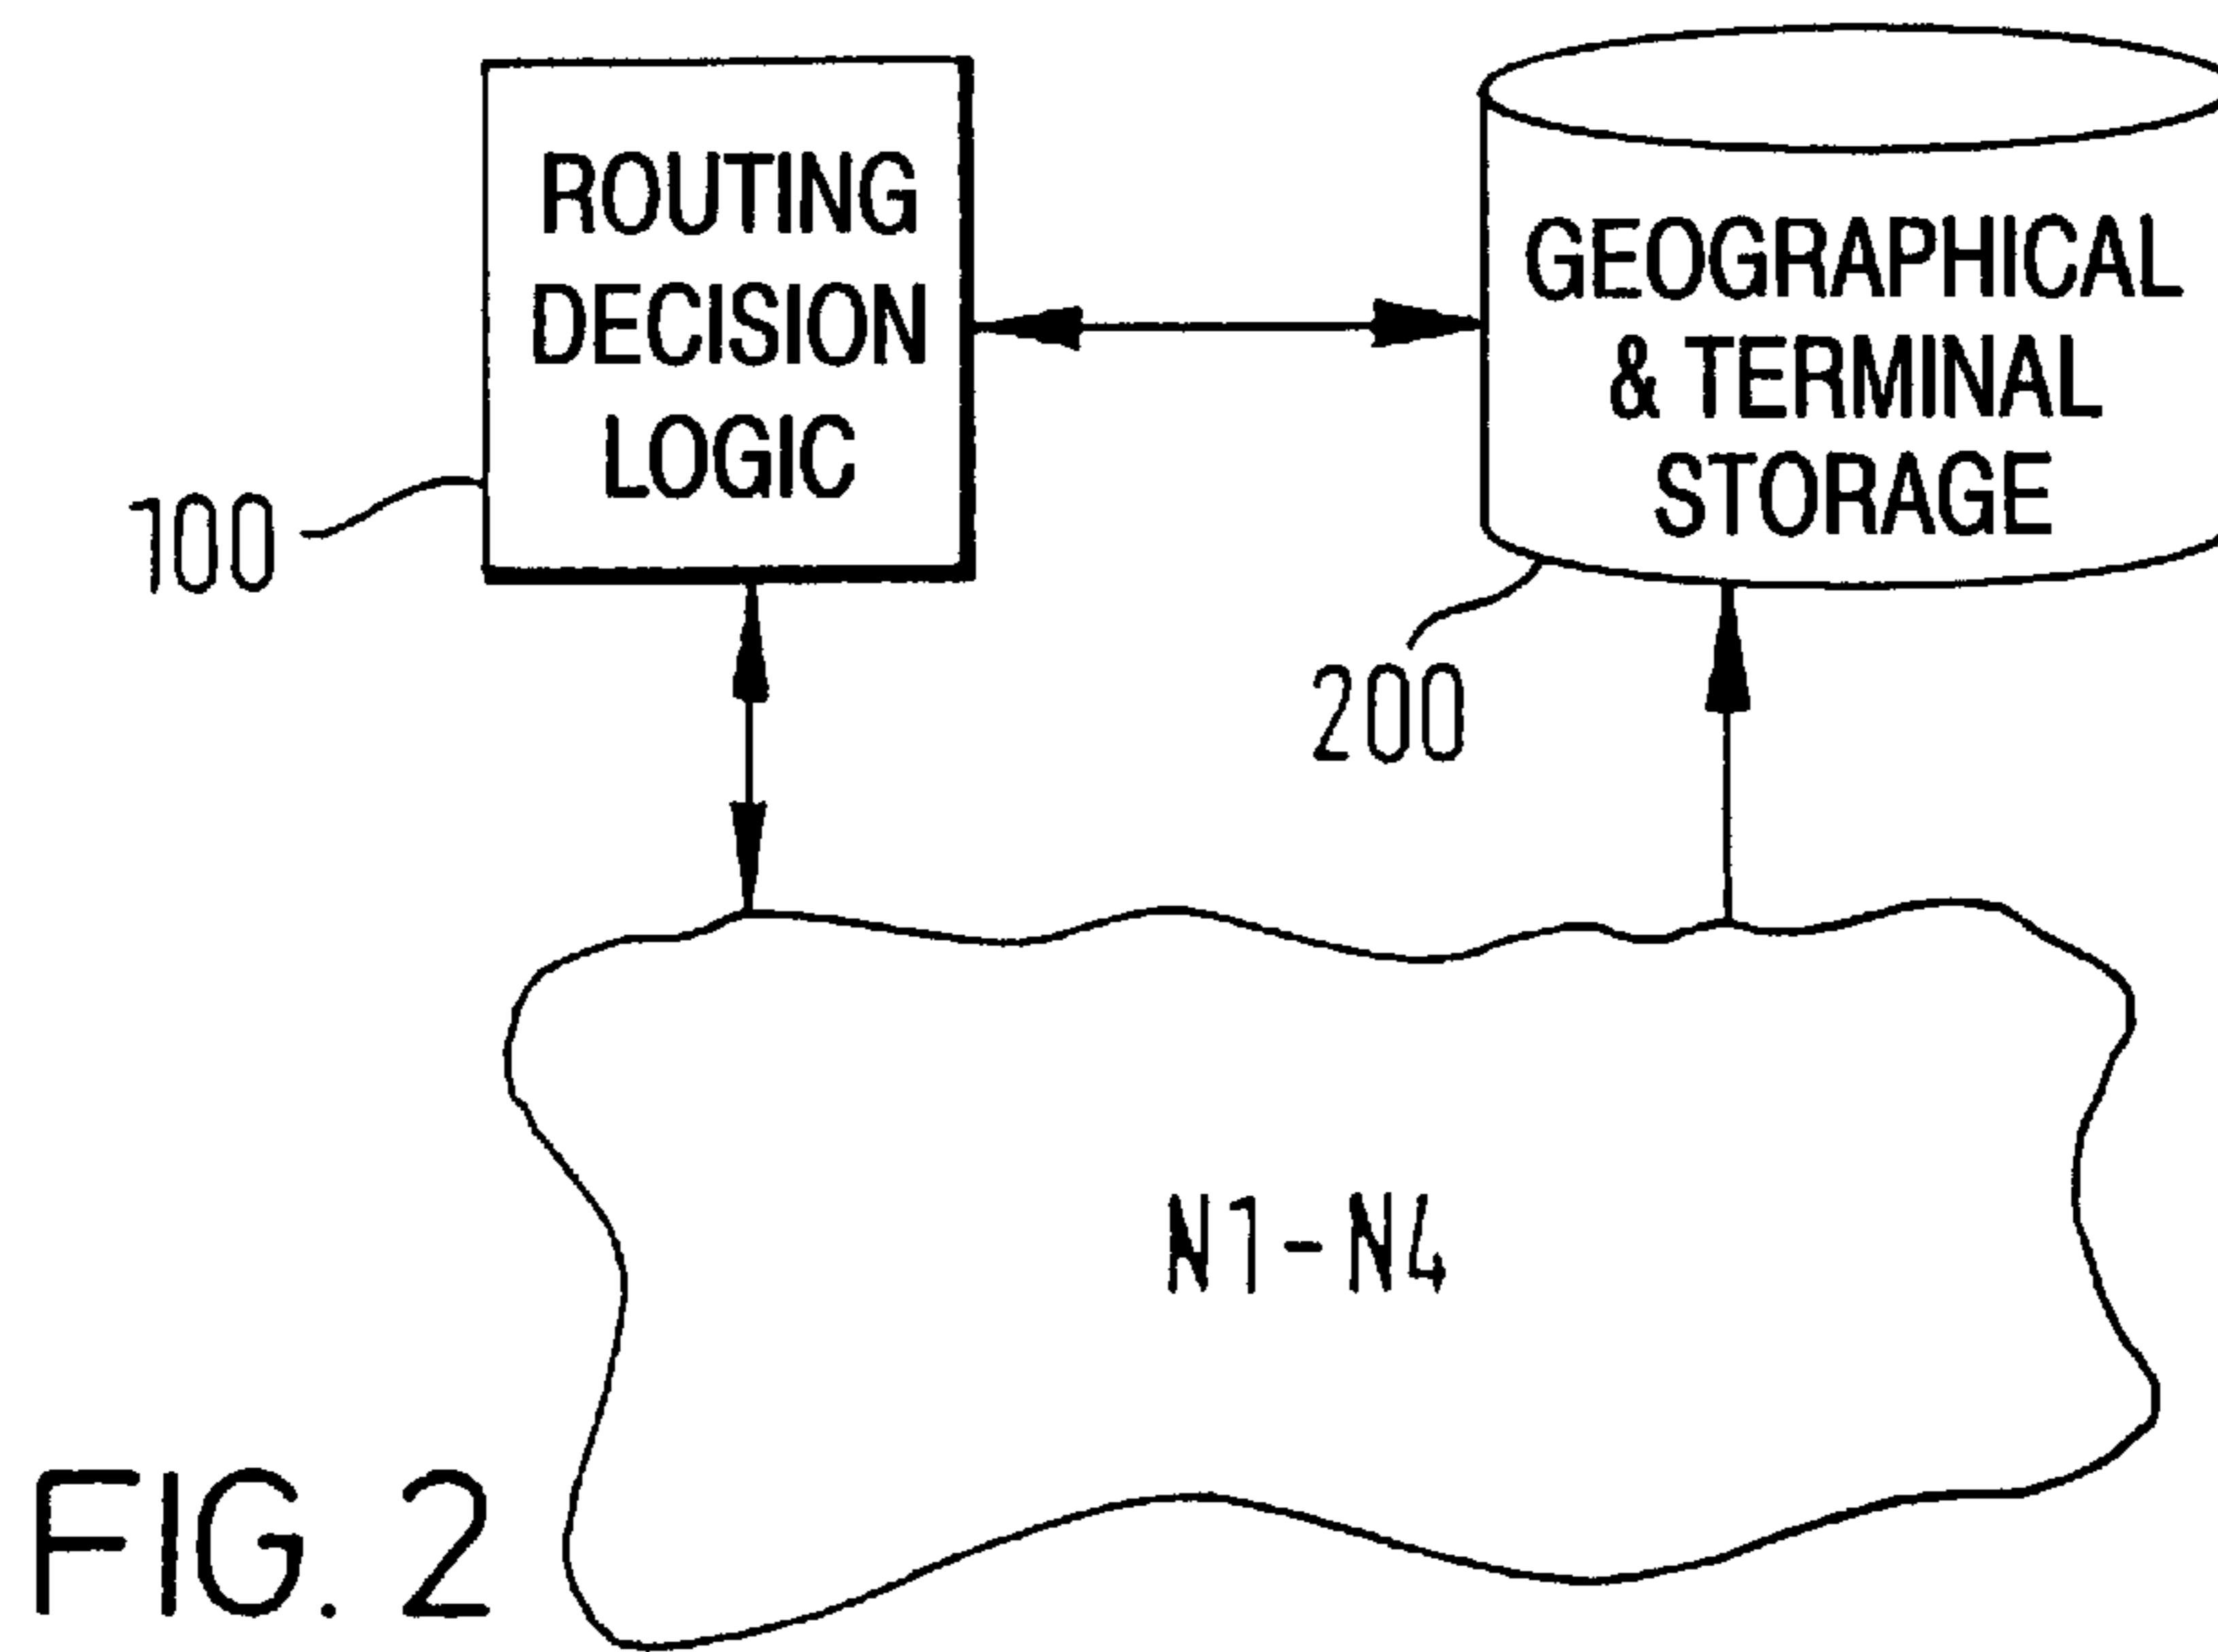 ROUTING
DECISION
LOGIC
GEOGRAPHICAL
& TERMINAL
STORAGE
100
200
N1-N4
FIG. 2